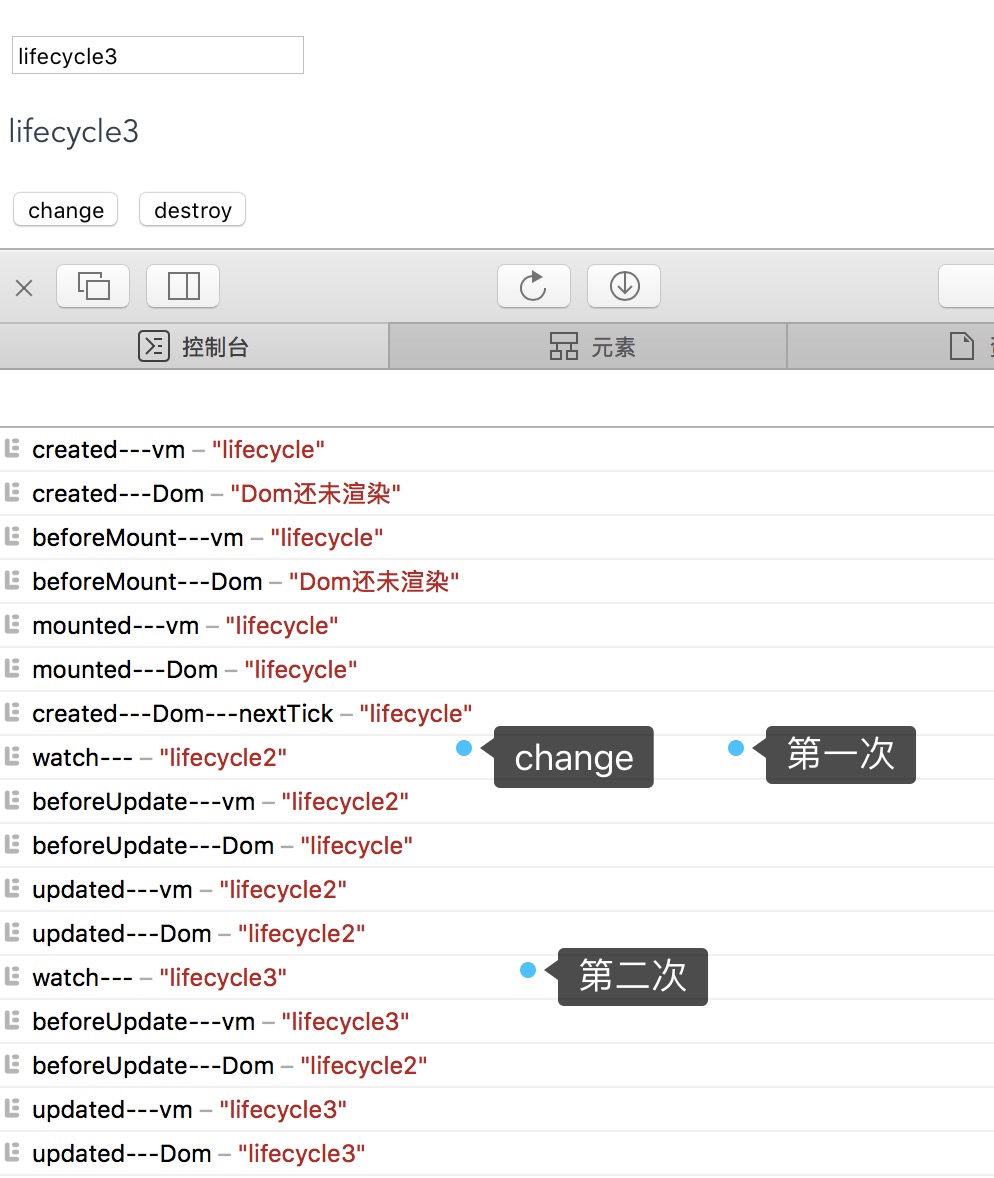 lifecycle3
lifecycle3
change destroy
控制台 元素
created---vm – "lifecycle"
created---Dom – "Dom还未渲染"
beforeMount---vm – "lifecycle"
beforeMount---Dom – "Dom还未渲染"
mounted---vm – "lifecycle"
mounted---Dom – "lifecycle"
created---Dom---nextTick – "lifecycle"
watch--- – "lifecycle2" change 第一次
beforeUpdate---vm – "lifecycle2"
beforeUpdate---Dom – "lifecycle"
updated---vm – "lifecycle2"
updated---Dom – "lifecycle2"
watch--- – "lifecycle3" 第二次
beforeUpdate---vm – "lifecycle3"
beforeUpdate---Dom – "lifecycle2"
updated---vm – "lifecycle3"
updated---Dom – "lifecycle3"